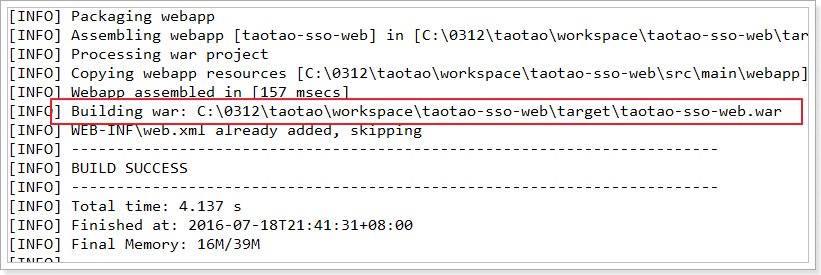 [INFO] Packaging webapp
[INFO] Assembling webapp [taotao-sso-web] in [C:\0312\taotao\workspace\taotao-sso-web\tar
[INFO] Processing war project
[INFO] Copying webapp resources [C:\0312\taotao\workspace\taotao-sso-web\src\main\webapp]
[INFO] Webapp assembled in [157 msecs]
[INFO] Building war: C:\0312\taotao\workspace\taotao-sso-web\target\taotao-sso-web.war
[INFO] WEB-INF\web.xml already added, skipping
[INFO] ------------------------------------------------------------------------
[INFO] BUILD SUCCESS
[INFO] ------------------------------------------------------------------------
[INFO] Total time: 4.137 s
[INFO] Finished at: 2016-07-18T21:41:31+08:00
[INFO] Final Memory: 16M/39M